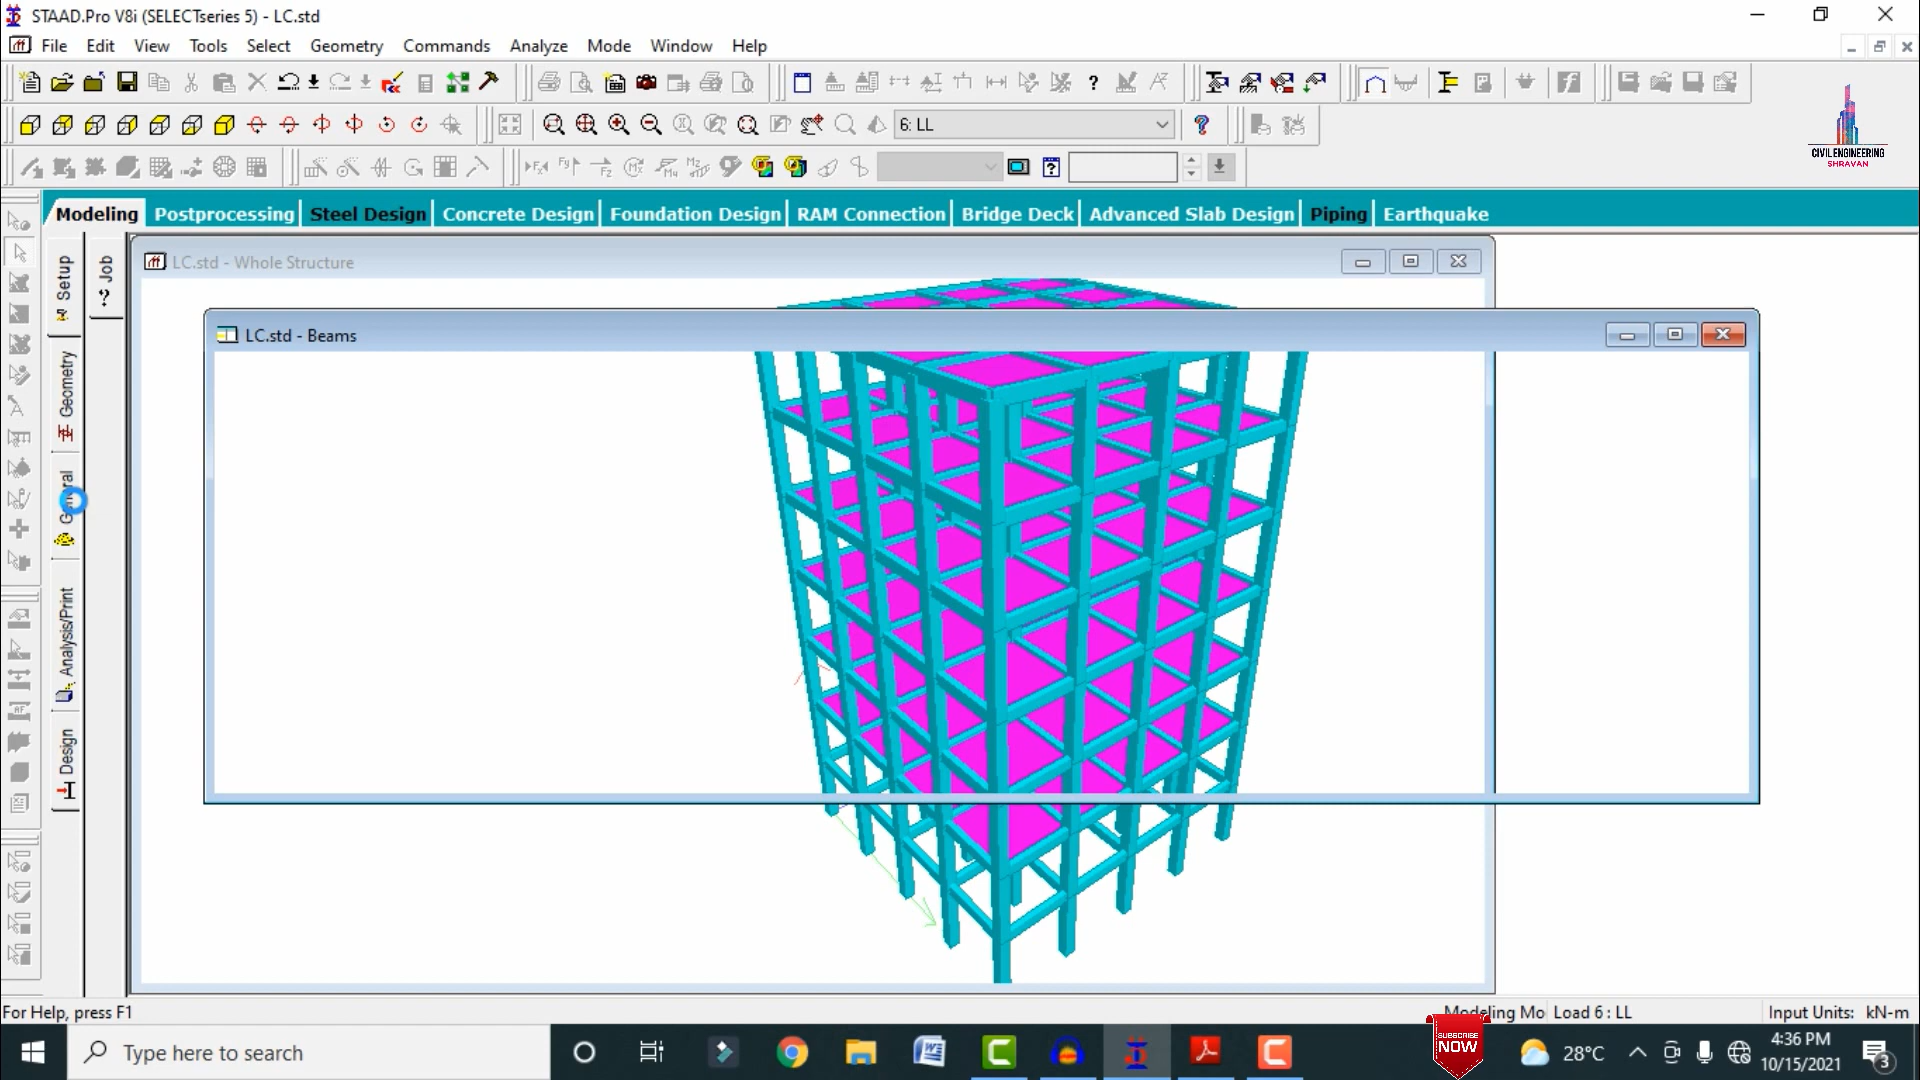 STAAD.Pro V8i (SELECTseries 5) - LC.std
File Edit View Tools Select Geometry Commands Analyze Mode Window Help
6: LL
CIVIL ENGINEERING
SHRAVAN
Modeling Postprocessing Steel Design Concrete Design Foundation Design RAM Connection Bridge Deck Advanced Slab Design Piping Earthquake
Setup
Geometry
General
Analysis/Print
Design
Job
LC.std - Whole Structure
LC.std - Beams
For Help, press F1
Modeling Mo Load 6 : LL Input Units: kN-m
Type here to search
SUBSCRIBE
NOW
28°C
4:36 PM
10/15/2021
3